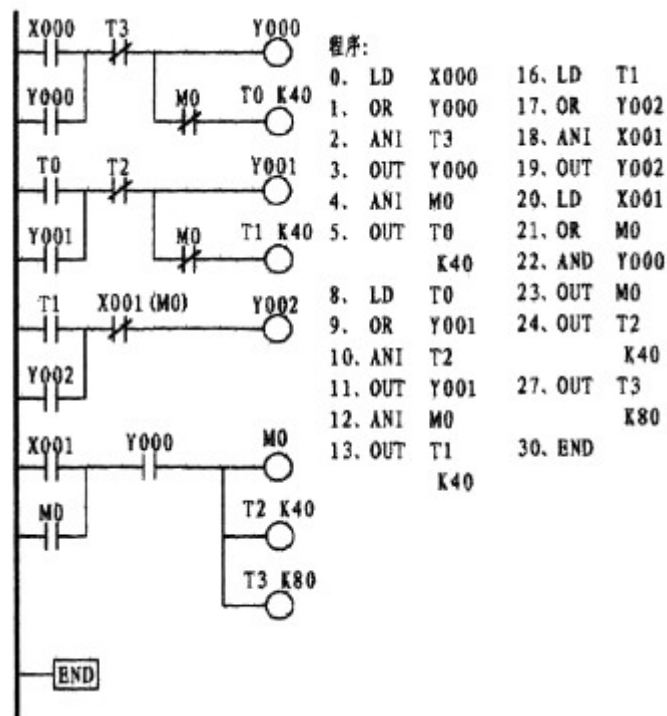 X000 T3 Y000
Y000 M0 T0 K40
T0 T2 Y001
Y001 M0 T1 K40
T1 X001(M0) Y002
Y002
X001 Y000 M0
M0 T2 K40
T3 K80
END
程序:
0. LD X000
1. OR Y000
2. ANI T3
3. OUT Y000
4. ANI M0
5. OUT T0
K40
8. LD T0
9. OR Y001
10. ANI T2
11. OUT Y001
12. ANI M0
13. OUT T1
K40
16、LD T1
17、OR Y002
18、ANI X001
19、OUT Y002
20、LD X001
21、OR M0
22、AND Y000
23、OUT M0
24、OUT T2
K40
27、OUT T3
K80
30、END